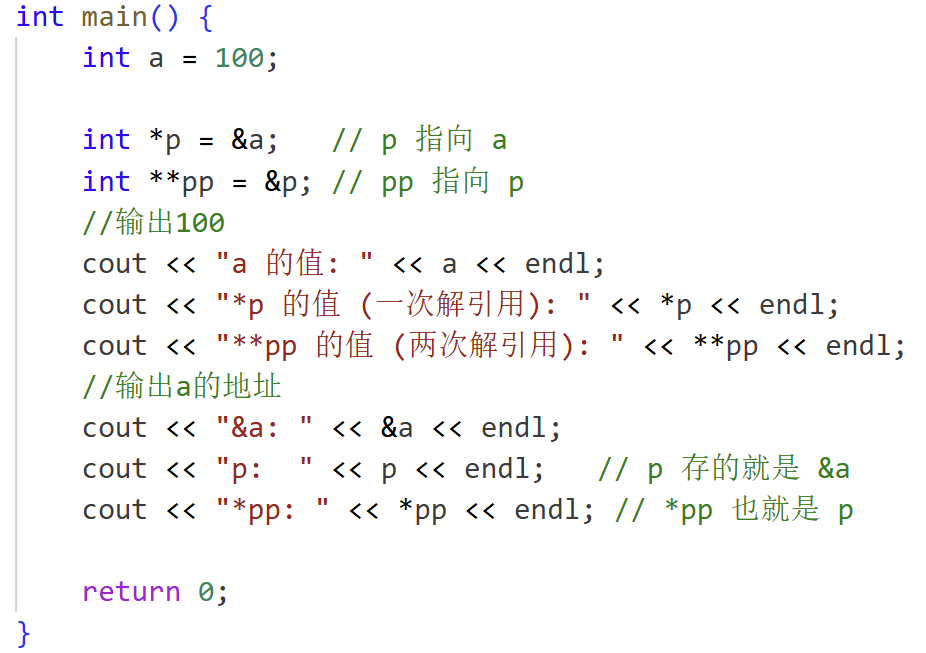 int main() {
    int a = 100;

    int *p = &a;   // p 指向 a
    int **pp = &p; // pp 指向 p
    //输出100
    cout << "a 的值: " << a << endl;
    cout << "*p 的值 (一次解引用): " << *p << endl;
    cout << "**pp 的值 (两次解引用): " << **pp << endl;
    //输出a的地址
    cout << "&a: " << &a << endl;
    cout << "p:  " << p << endl;   // p 存的就是 &a
    cout << "*pp: " << *pp << endl; // *pp 也就是 p

    return 0;
}